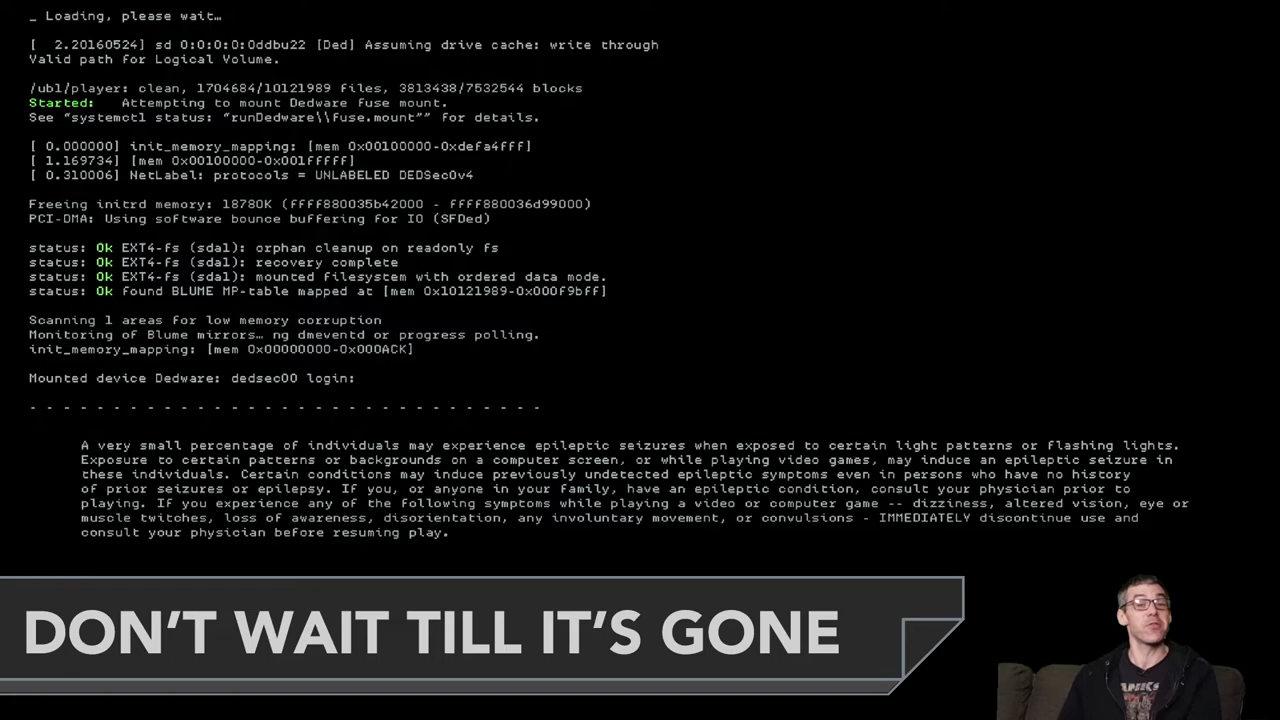 _ Loading, please wait…
[  2.20160524] sd 0:0:0:0:0ddbu22 [Ded] Assuming drive cache: write through
Valid path for Logical Volume.
/ubl/player: clean, 1704684/10121989 files, 3813438/7532544 blocks
Started:   Attempting to mount Dedware fuse mount.
See “systemctl status: “runDedware\\fuse.mount”” for details.
[ 0.000000] init_memory_mapping: [mem 0x00100000-0xdefa4fff]
[ 1.169734] [mem 0x00100000-0x001fffff]
[ 0.310006] NetLabel: protocols = UNLABELED DEDSec0v4
Freeing initrd memory: 18780K (ffff880035b42000 - ffff880036d99000)
PCI-DMA: Using software bounce buffering for IO (SFDed)
status: Ok EXT4-fs (sda1): orphan cleanup on readonly fs
status: Ok EXT4-fs (sda1): recovery complete
status: Ok EXT4-fs (sda1): mounted filesystem with ordered data mode.
status: Ok found BLUME MP-table mapped at [mem 0x10121989-0x000f9bff]
Scanning 1 areas for low memory corruption
Monitoring of Blume mirrors… ng dmeventd or progress polling.
init_memory_mapping: [mem 0x00000000-0x000ACK]
Mounted device Dedware: dedsec00 login:
- - - - - - - - - - - - - - - - - - - - - - - - - - - - - - -
A very small percentage of individuals may experience epileptic seizures when exposed to certain light patterns or flashing lights.
Exposure to certain patterns or backgrounds on a computer screen, or while playing video games, may induce an epileptic seizure in
these individuals. Certain conditions may induce previously undetected epileptic symptoms even in persons who have no history
of prior seizures or epilepsy. If you, or anyone in your family, have an epileptic condition, consult your physician prior to
playing. If you experience any of the following symptoms while playing a video or computer game -- dizziness, altered vision, eye or
muscle twitches, loss of awareness, disorientation, any involuntary movement, or convulsions - IMMEDIATELY discontinue use and
consult your physician before resuming play.
DON’T WAIT TILL IT’S GONE